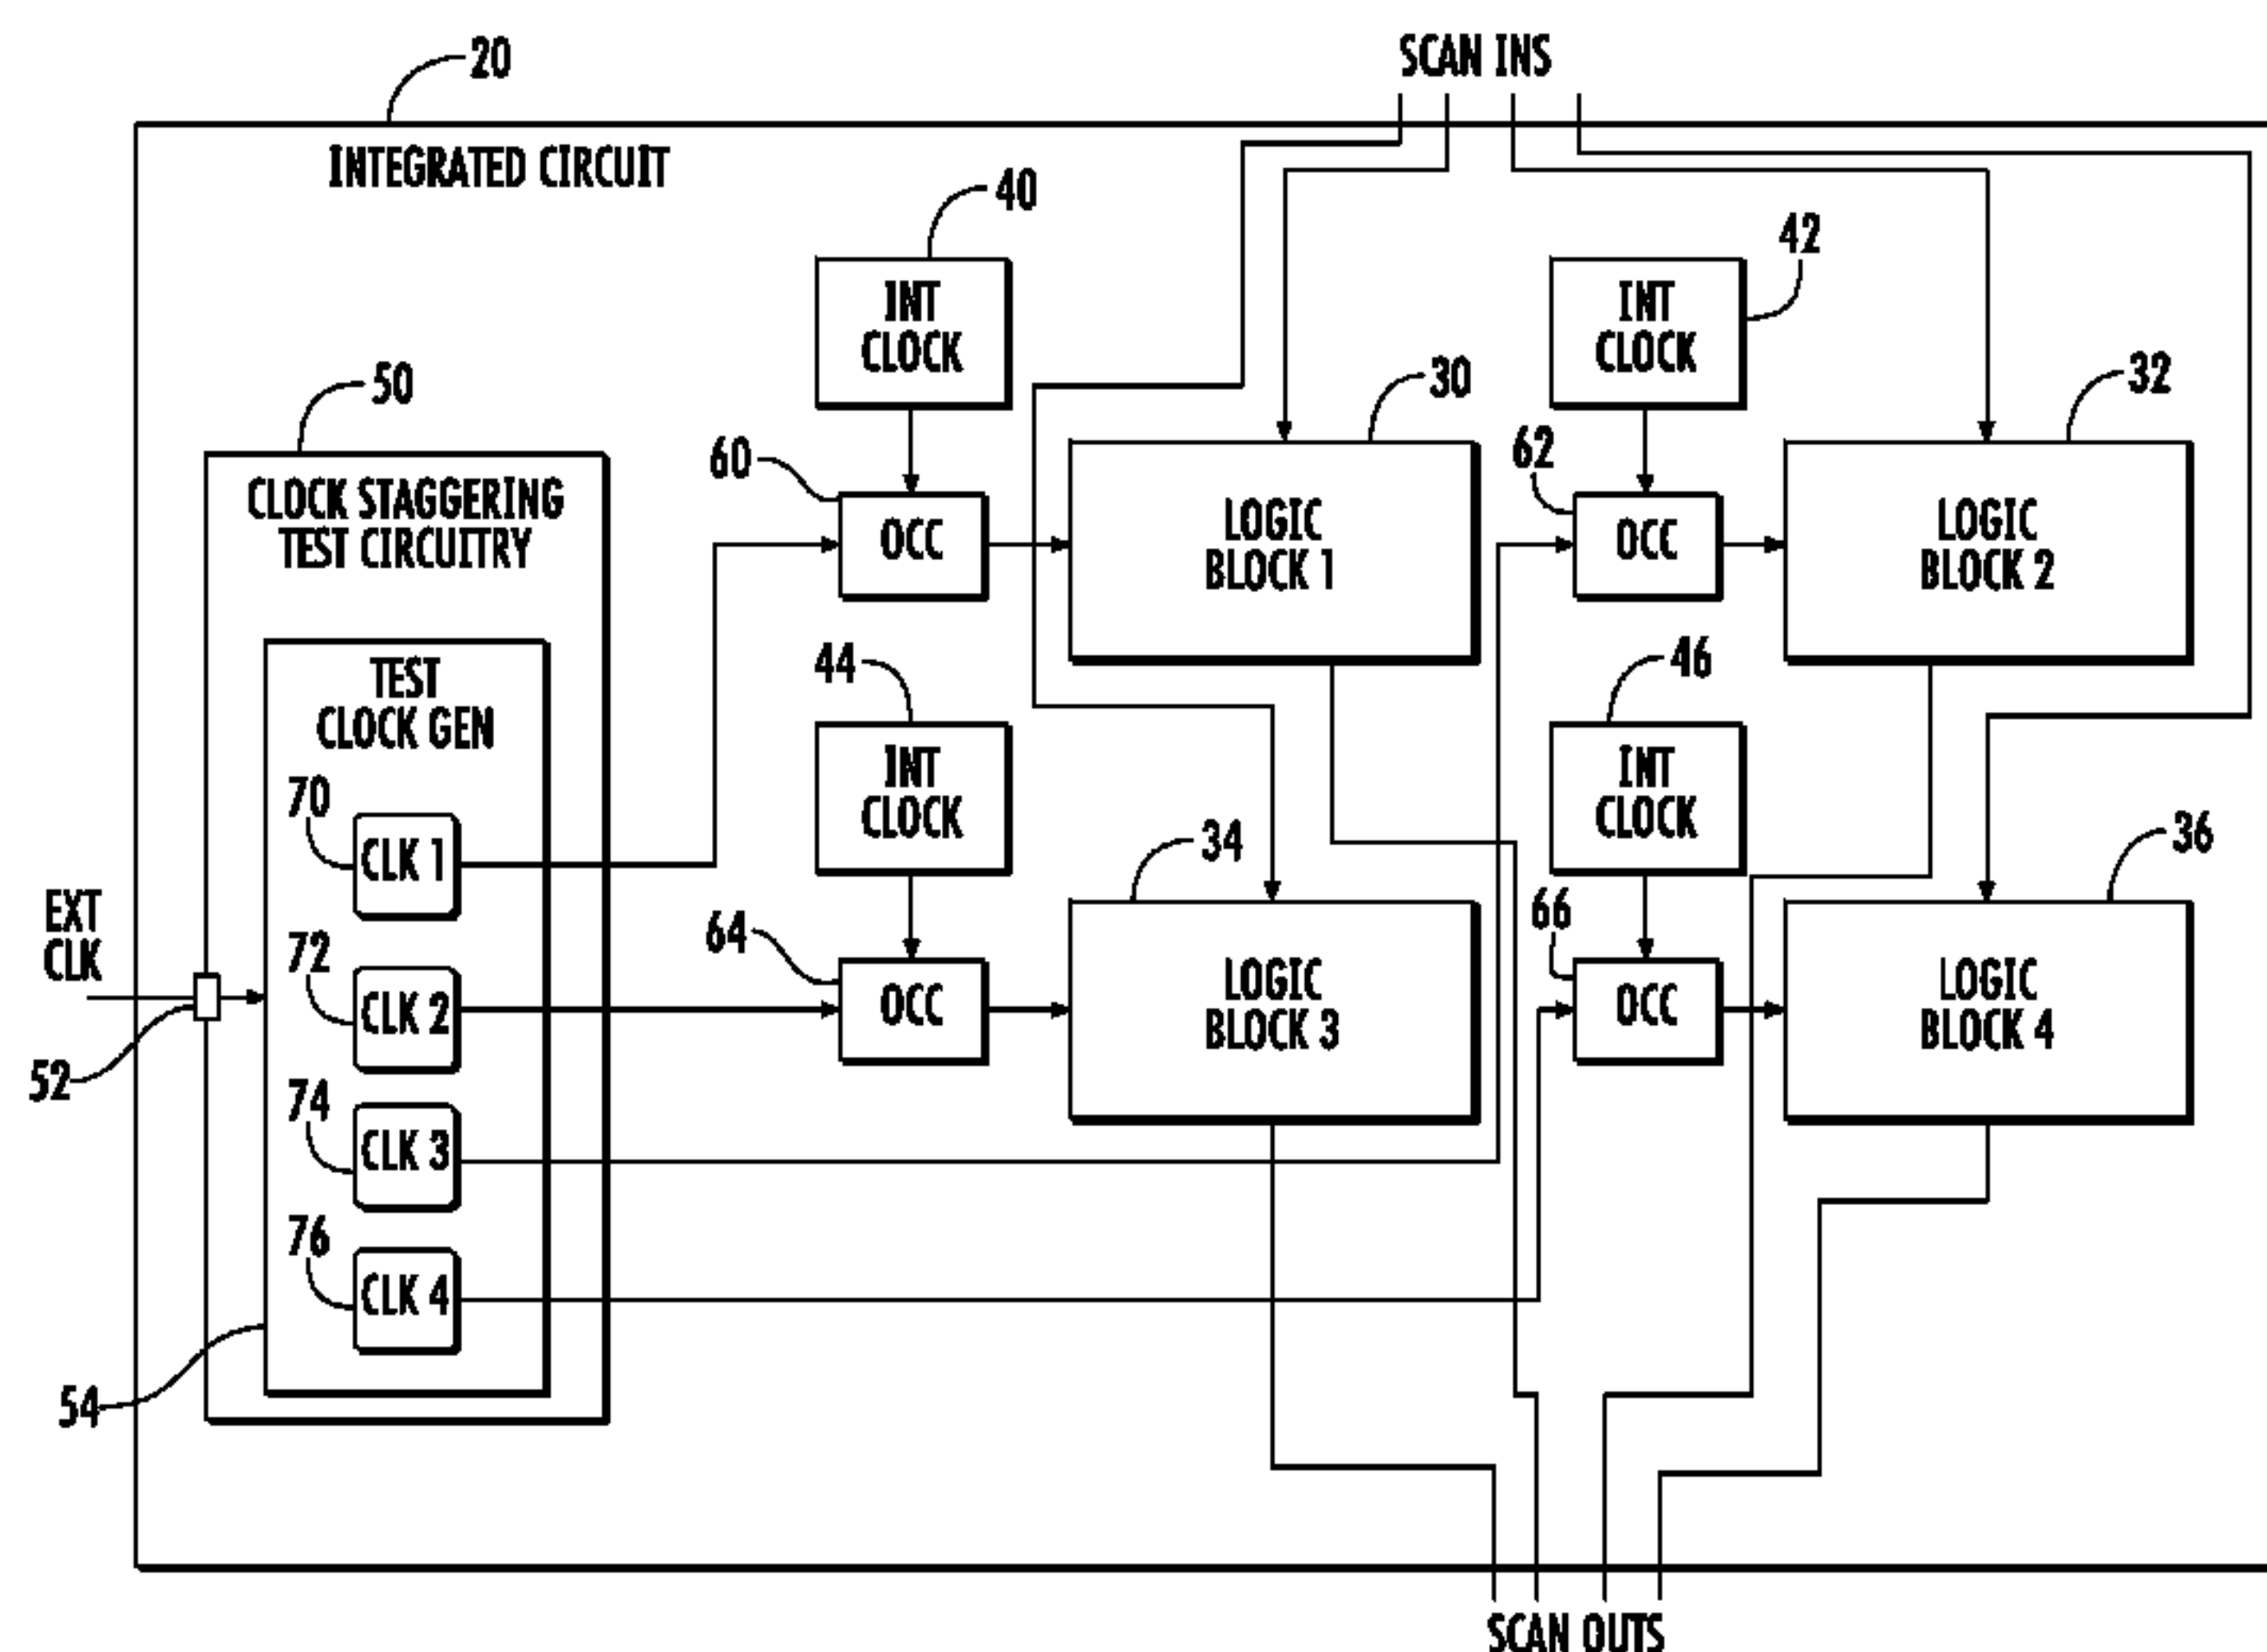 20
SCAN INS
INTEGRATED CIRCUIT
40
42
INT
CLOCK
INT
CLOCK
50
30
32
60
62
CLOCK STAGGERING
TEST CIRCUITRY
OCC
LOGIC
BLOCK 1
OCC
LOGIC
BLOCK 2
44
46
TEST
CLOCK GEN
INT
CLOCK
INT
CLOCK
70
CLK 1
34
36
EXT
CLK
64
66
72
CLK 2
OCC
LOGIC
BLOCK 3
OCC
LOGIC
BLOCK 4
52
74
CLK 3
76
CLK 4
54
SCAN OUTS